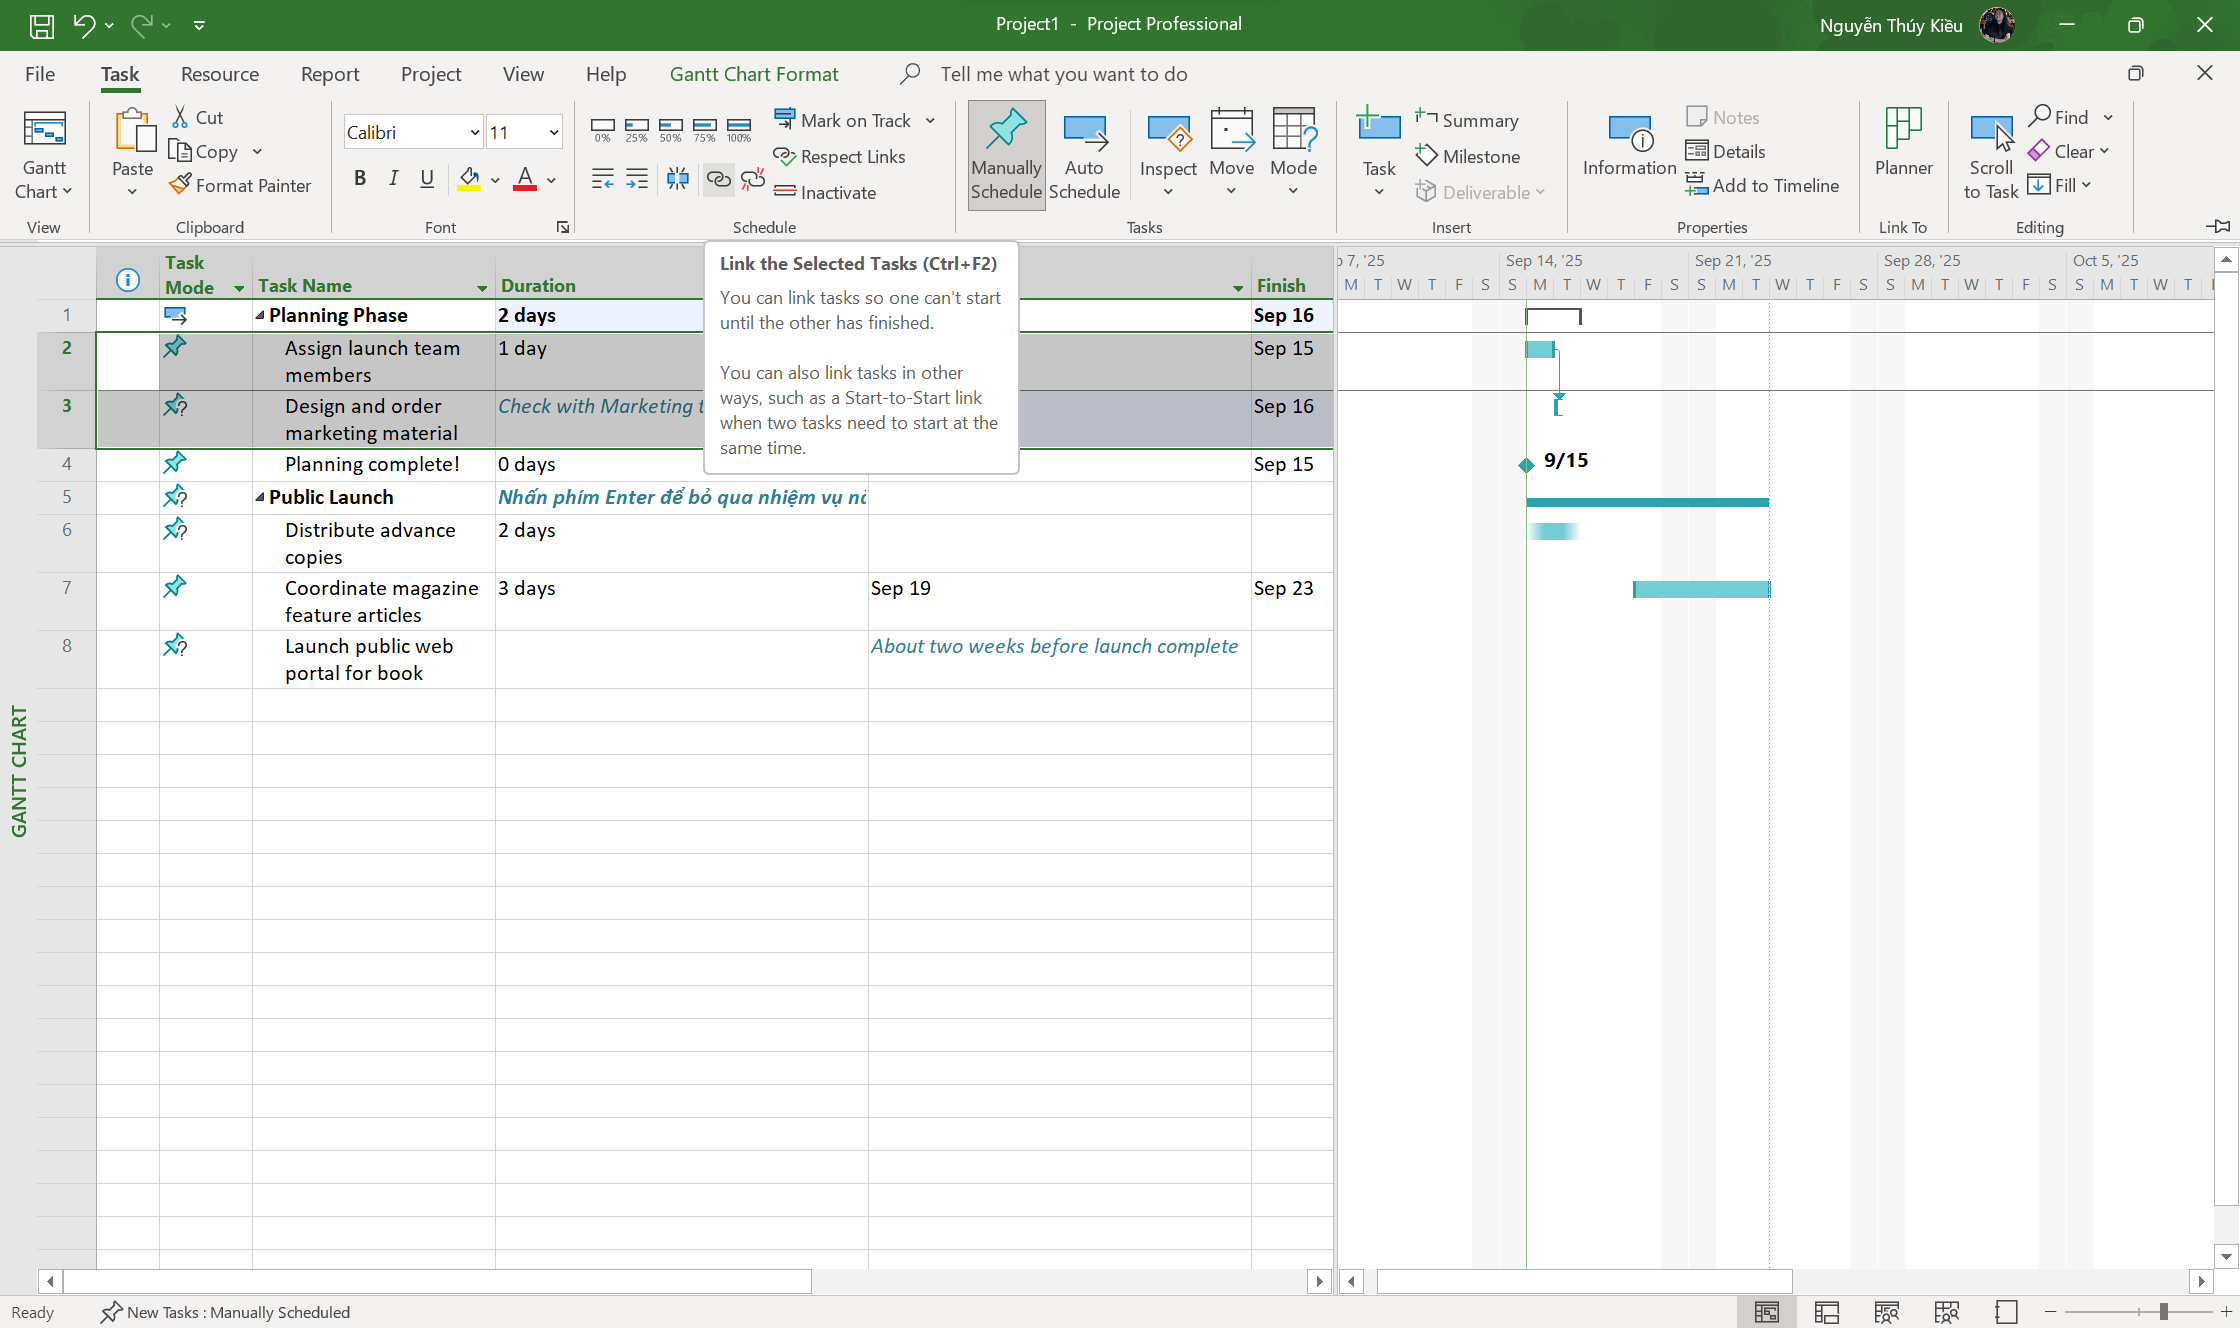 Project1 - Project Professional
Nguyễn Thúy Kiều
File Task Resource Report Project View Help Gantt Chart Format Tell me what you want to do
Gantt
Chart
View
Paste
Cut
Copy
Format Painter
Clipboard
Calibri 11
B I U A
Font
0% 25% 50% 75% 100%
Mark on Track
Respect Links
Inactivate
Schedule
Manually
Schedule
Auto
Schedule
Inspect
Move
Mode
Tasks
Task
Summary
Milestone
Deliverable
Insert
Information
Notes
Details
Add to Timeline
Properties
Planner
Link To
Scroll
to Task
Find
Clear
Fill
Editing
Link the Selected Tasks (Ctrl+F2)
You can link tasks so one can't start
until the other has finished.
You can also link tasks in other
ways, such as a Start-to-Start link
when two tasks need to start at the
same time.
Task
Mode
Task Name Duration Finish
1 Planning Phase 2 days Sep 16
2 Assign launch team
members
1 day Sep 15
3 Design and order
marketing material
Check with Marketing Sep 16
4 Planning complete! 0 days Sep 15
5 Public Launch Nhấn phím Enter để bỏ qua nhiệm vụ
6 Distribute advance
copies
2 days
7 Coordinate magazine
feature articles
3 days Sep 19 Sep 23
8 Launch public web
portal for book
About two weeks before launch complete
7, '25 Sep 14, '25 Sep 21, '25 Sep 28, '25 Oct 5, '25
M T W T F S S M T W T F S S M T W T F S S M T W T F S S M T W T
9/15
GANTT CHART
Ready New Tasks : Manually Scheduled